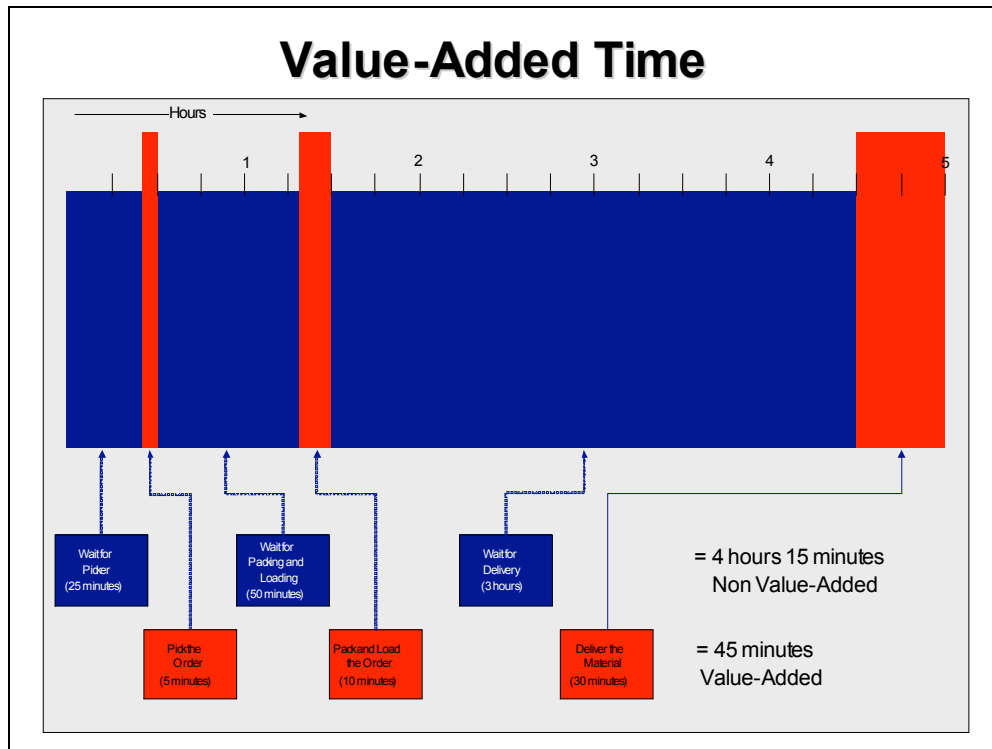 Value-Added Time
Hours
1
2
3
4
5
Wait for
Picker
(25 minutes)
Wait for
Packing and
Loading
(50 minutes)
Wait for
Delivery
(3 hours)
= 4 hours 15 minutes
Non Value-Added
Pick the
Order
(5 minutes)
Pack and Load
the Order
(10 minutes)
Deliver the
Material
(30 minutes)
= 45 minutes
Value-Added